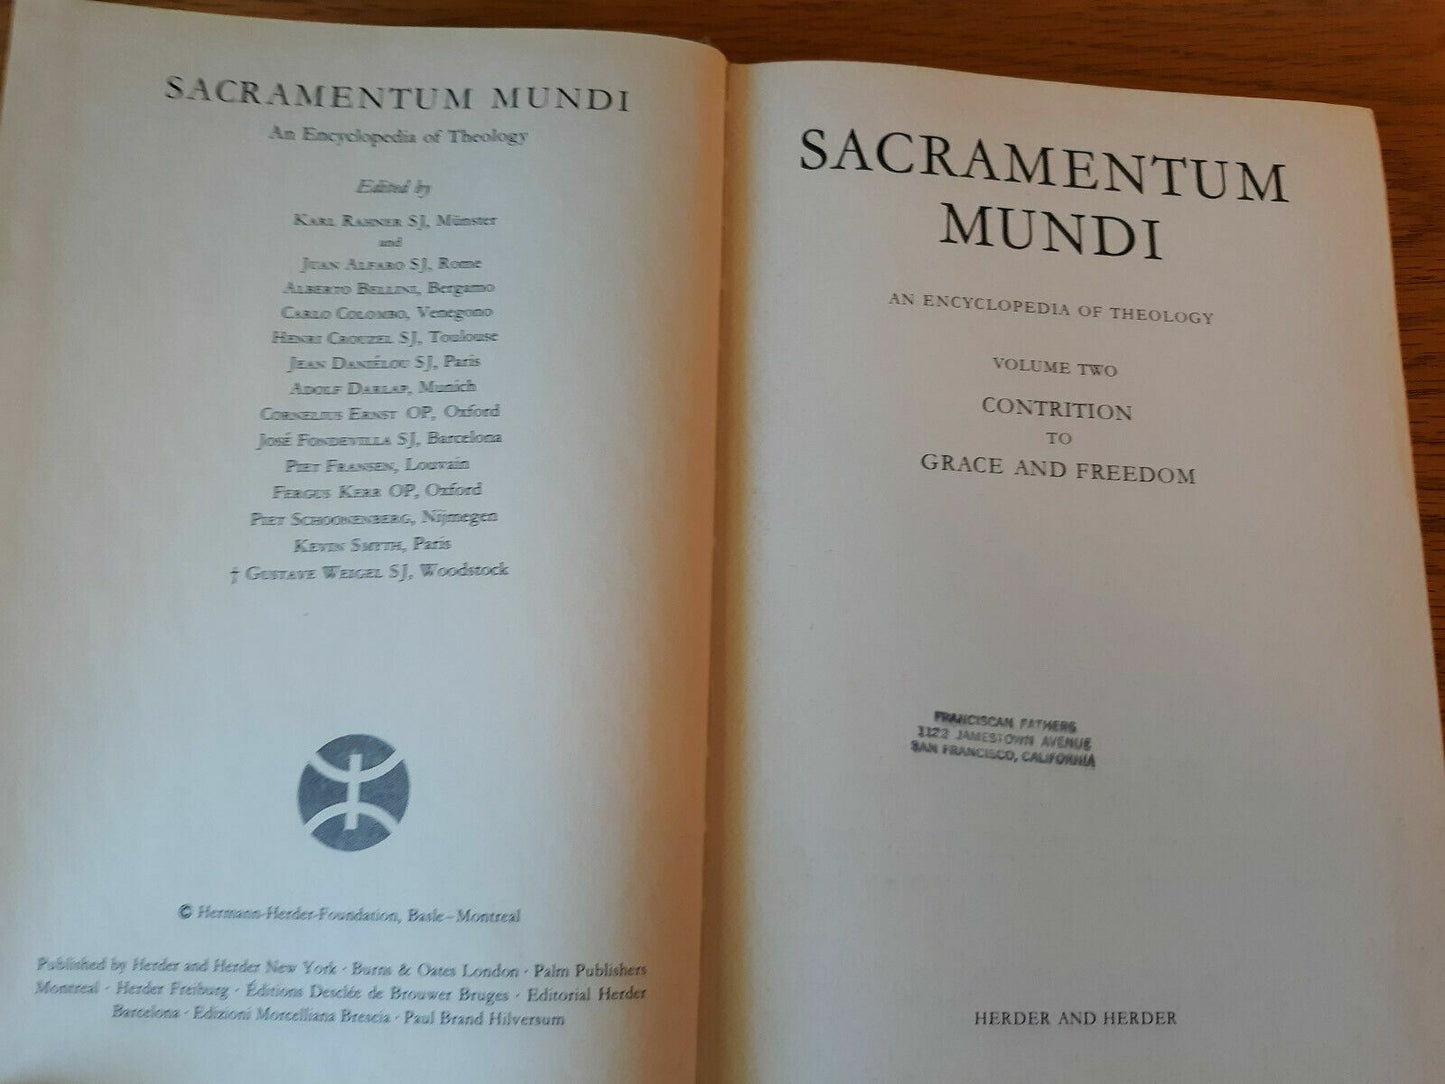 SACRAMENTUM MUNDI
An Encyclopedia of Theology
Edited by
KARL RAHNER SJ, Münster
and
JUAN ALFARO SJ, Rome
ALBERTO BELLINI, Bergamo
CARLO COLOMBO, Venegono
HENRI CROUZEL SJ, Toulouse
JEAN DANIÉLOU SJ, Paris
ADOLF DARLAP, Munich
CORNELIUS ERNST OP, Oxford
JOSÉ FONDEVILLA SJ, Barcelona
PIET FRANSEN, Louvain
FERGUS KERR OP, Oxford
PIET SCHOONENBERG, Nijmegen
KEVIN SMYTH, Paris
† GUSTAVE WEIGEL SJ, Woodstock
© Hermann-Herder-Foundation, Basle–Montreal
Published by Herder and Herder New York · Burns & Oates London · Palm Publishers
Montreal · Herder Freiburg · Éditions Desclée de Brouwer Bruges · Editorial Herder
Barcelona · Edizioni Morcelliana Brescia · Paul Brand Hilversum
SACRAMENTUM
MUNDI
AN ENCYCLOPEDIA OF THEOLOGY
VOLUME TWO
CONTRITION
TO
GRACE AND FREEDOM
FRANCISCAN FATHERS
1122 JAMESTOWN AVENUE
SAN FRANCISCO, CALIFORNIA
HERDER AND HERDER